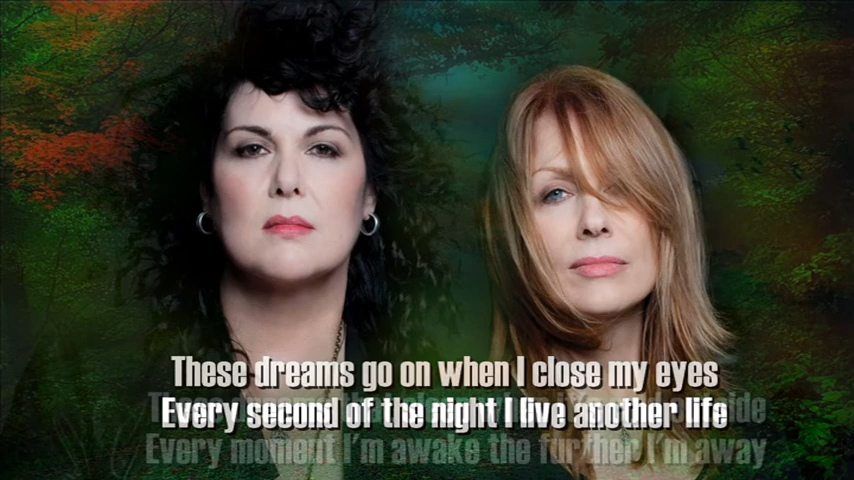 These dreams go on when I close my eyes
Every second of the night I live another life
Every moment I'm awake the further I'm away